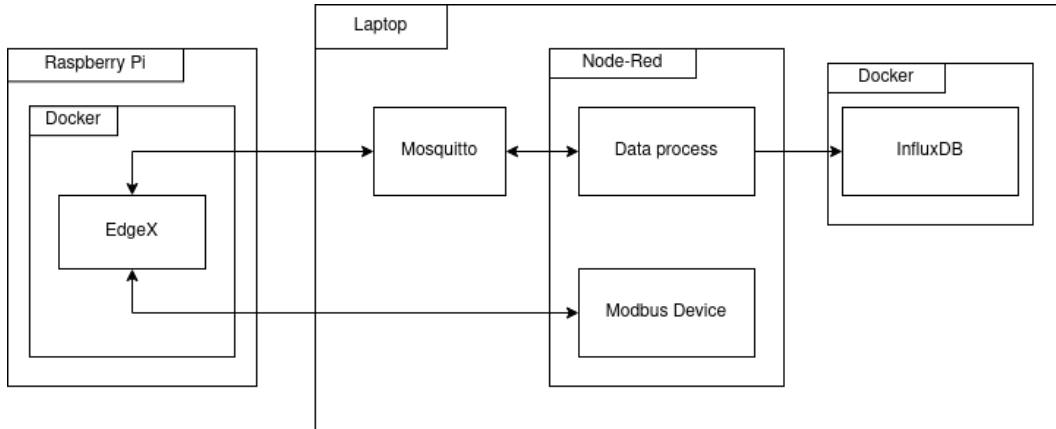 Laptop
Raspberry Pi
Node-Red
Docker
Docker
Mosquitto
Data process
InfluxDB
EdgeX
Modbus Device